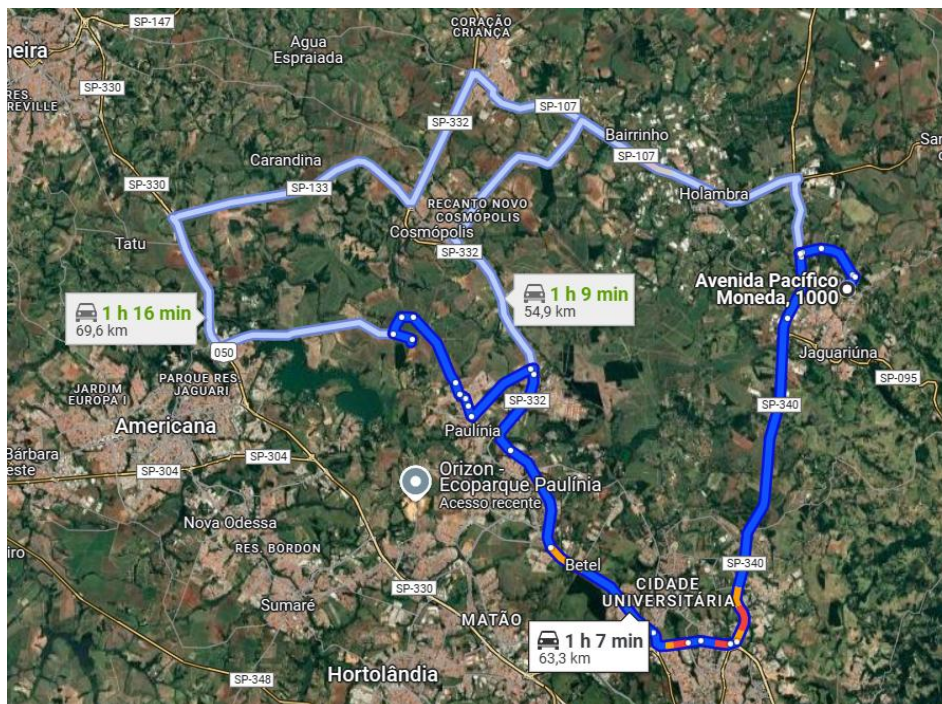 SP-147
CORAÇÃO
CRIANÇA
Agua
Espraiada
neira
RES.
REVILLE
SP-330
SP-332
SP-107
Bairrinho
SP-107
Carandina
SP-330
SP-133
Holambra
RECANTO NOVO
COSMÓPOLIS
Cosmópolis
Tatu
SP-332
Avenida Pacífico
Moneda, 1000
1 h 16 min
69,6 km
1 h 9 min
54,9 km
050
Jaguariúna
SP-095
JARDIM
EUROPA I
PARQUE RES.
JAGUARI
SP-332
SP-340
Americana
Paulínia
Bárbara
este
SP-304
SP-304
Orizon -
Ecoparque Paulínia
Acesso recente
Nova Odessa
RES. BORDON
iro
SP-330
Betel
SP-340
CIDADE
UNIVERSITÁRIA
Sumaré
MATÃO
1 h 7 min
63,3 km
Hortolândia
SP-348